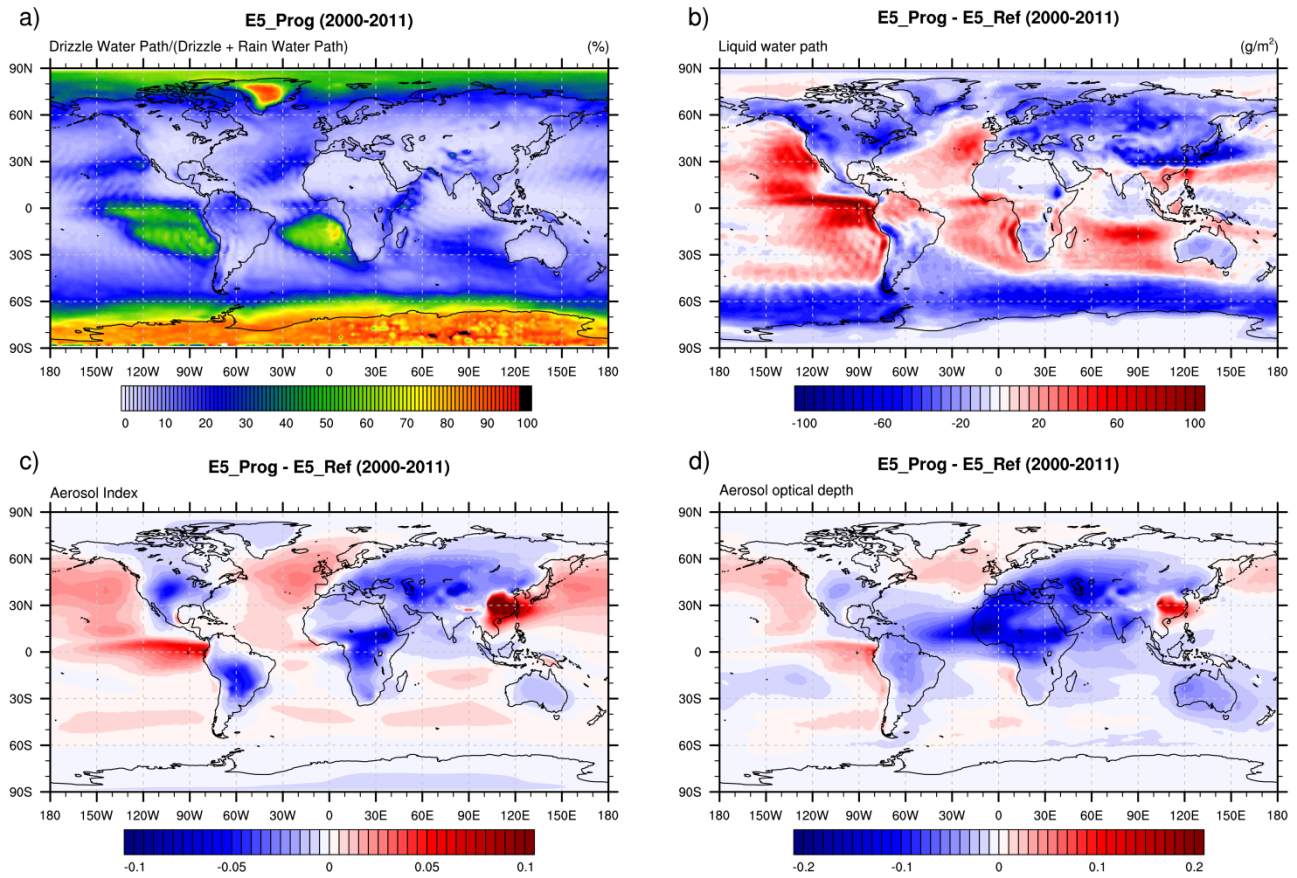 a)
E5_Prog (2000-2011)
Drizzle Water Path/(Drizzle + Rain Water Path) (%)
90N
60N
30N
0
30S
60S
90S
180 150W 120W 90W 60W 30W 0 30E 60E 90E 120E 150E 180
0 10 20 30 40 50 60 70 80 90 100
b)
E5_Prog - E5_Ref (2000-2011)
Liquid water path (g/m²)
90N
60N
30N
0
30S
60S
90S
180 150W 120W 90W 60W 30W 0 30E 60E 90E 120E 150E 180
-100 -60 -20 20 60 100
c)
E5_Prog - E5_Ref (2000-2011)
Aerosol Index
90N
60N
30N
0
30S
60S
90S
180 150W 120W 90W 60W 30W 0 30E 60E 90E 120E 150E 180
-0.1 -0.05 0 0.05 0.1
d)
E5_Prog - E5_Ref (2000-2011)
Aerosol optical depth
90N
60N
30N
0
30S
60S
90S
180 150W 120W 90W 60W 30W 0 30E 60E 90E 120E 150E 180
-0.2 -0.1 0 0.1 0.2